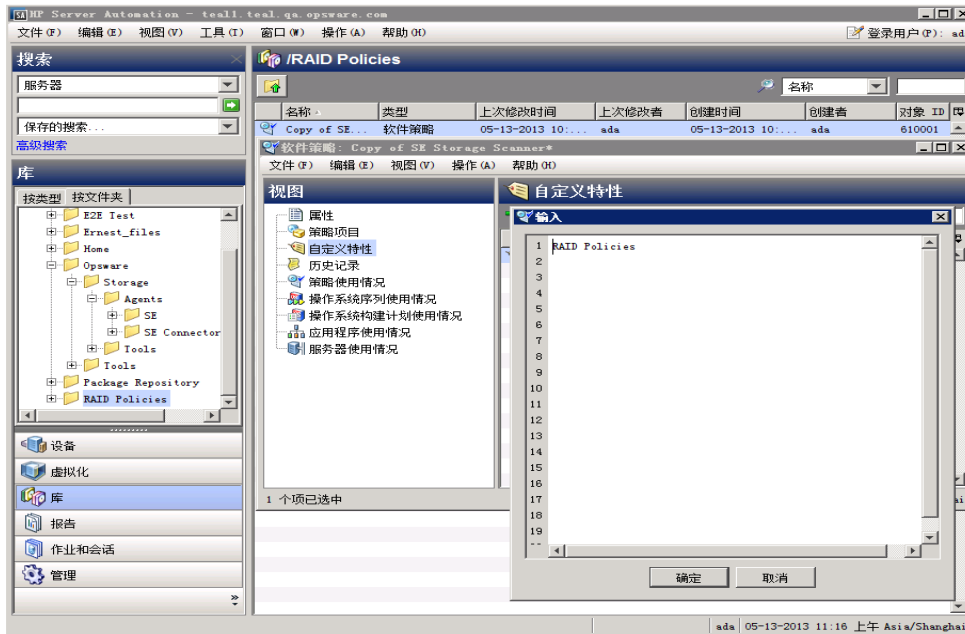 HP Server Automation - teal1.teal.qa.opsware.com
文件(F) 编辑(E) 视图(V) 工具(T) 窗口(W) 操作(A) 帮助(H) 登录用户(P): ad
搜索
服务器
保存的搜索...
高级搜索
库
按类型 按文件夹
E2E Test
Ernest_files
Home
Opsware
Storage
Agents
SE
SE Connector
Tools
Tools
Package Repository
RAID Policies
设备
虚拟化
库
报告
作业和会话
管理
/RAID Policies
名称
名称 类型 上次修改时间 上次修改者 创建时间 创建者 对象 ID
Copy of SE... 软件策略 05-13-2013 10:... ada 05-13-2013 10:... ada 610001
软件策略: Copy of SE Storage Scanner*
文件(F) 编辑(E) 视图(V) 操作(A) 帮助(H)
视图
属性
策略项目
自定义特性
历史记录
策略使用情况
操作系统序列使用情况
操作系统构建计划使用情况
应用程序使用情况
服务器使用情况
1 个项已选中
自定义特性
输入
1 RAID Policies
2
3
4
5
6
7
8
9
10
11
12
13
14
15
16
17
18
19
确定 取消
ada 05-13-2013 11:16 上午 Asia/Shanghai